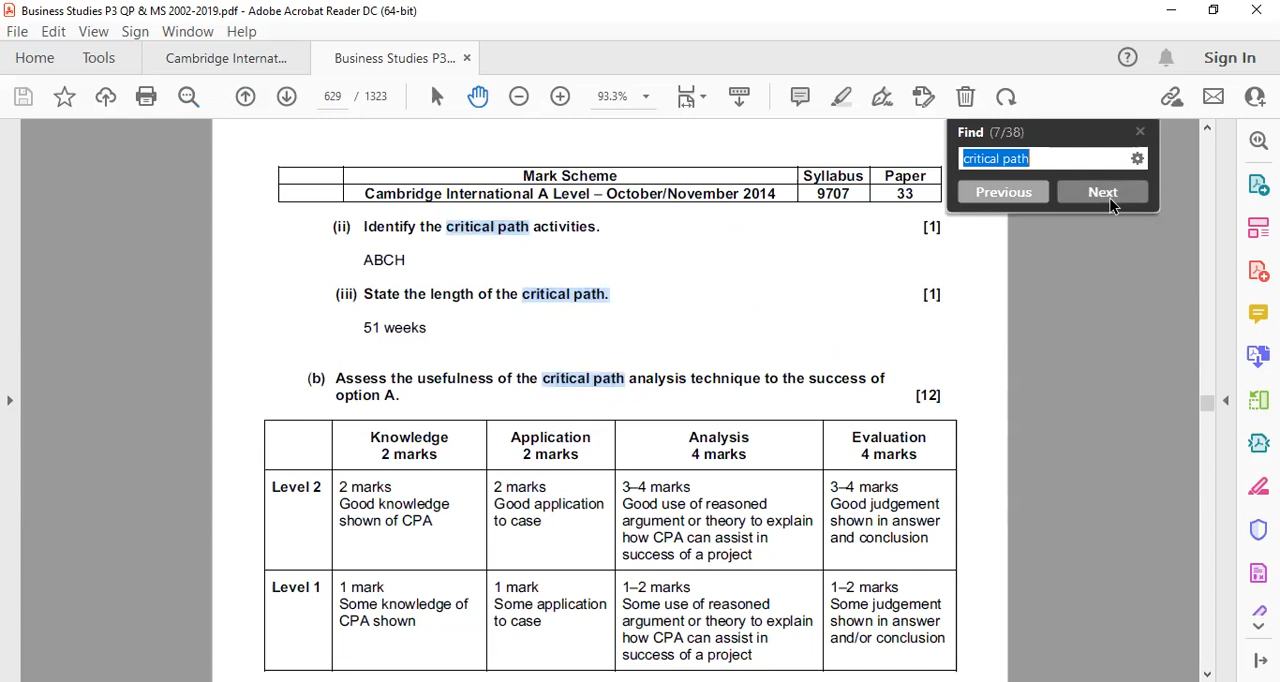 Business Studies P3 QP & MS 2002-2019.pdf - Adobe Acrobat Reader DC (64-bit)
File Edit View Sign Window Help
Home Tools Cambridge Internat... Business Studies P3... × Sign In
629 / 1323 93.3%
Find (7/38)
critical path
Previous Next
Mark Scheme Syllabus Paper
Cambridge International A Level – October/November 2014 9707 33
(ii) Identify the critical path activities. [1]
ABCH
(iii) State the length of the critical path. [1]
51 weeks
(b) Assess the usefulness of the critical path analysis technique to the success of
option A. [12]
Knowledge
2 marks
Application
2 marks
Analysis
4 marks
Evaluation
4 marks
Level 2
2 marks
Good knowledge
shown of CPA
2 marks
Good application
to case
3–4 marks
Good use of reasoned
argument or theory to explain
how CPA can assist in
success of a project
3–4 marks
Good judgement
shown in answer
and conclusion
Level 1
1 mark
Some knowledge of
CPA shown
1 mark
Some application
to case
1–2 marks
Some use of reasoned
argument or theory to explain
how CPA can assist in
success of a project
1–2 marks
Some judgement
shown in answer
and/or conclusion